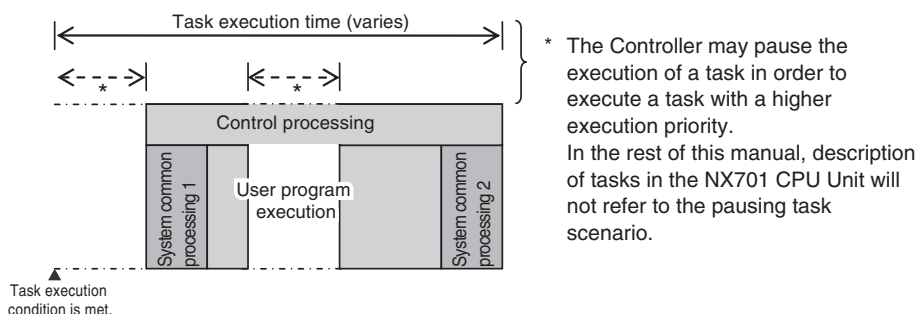 Task execution time (varies)
*
*
Control processing
System common
processing 1
User program
execution
System common
processing 2
Task execution
condition is met.
* The Controller may pause the
execution of a task in order to
execute a task with a higher
execution priority.
In the rest of this manual, description
of tasks in the NX701 CPU Unit will
not refer to the pausing task
scenario.